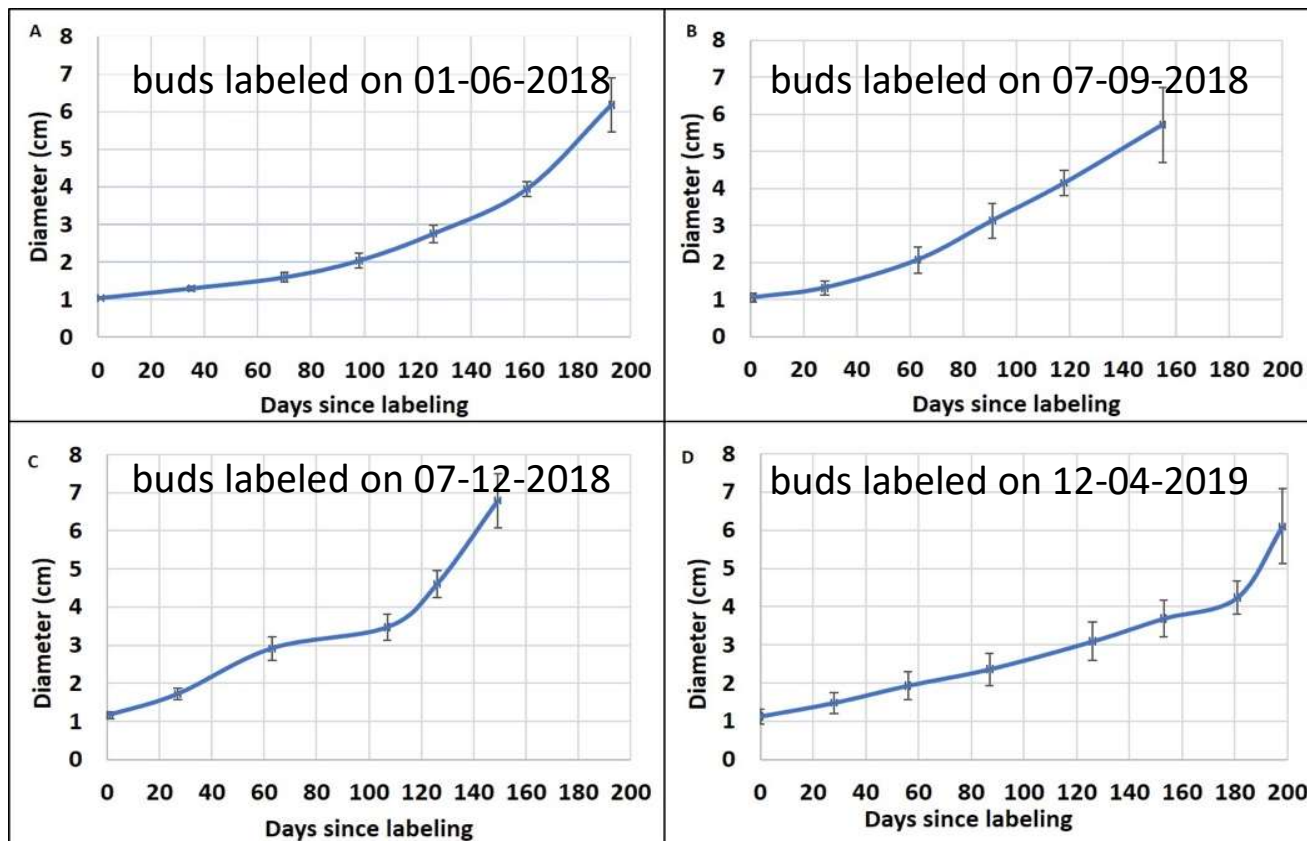 A
buds labeled on 01-06-2018
Diameter (cm)
8
7
6
5
4
3
2
1
0
0 20 40 60 80 100 120 140 160 180 200
Days since labeling
B
buds labeled on 07-09-2018
Diameter (cm)
8
7
6
5
4
3
2
1
0
0 20 40 60 80 100 120 140 160 180 200
Days since labeling
C
buds labeled on 07-12-2018
Diameter (cm)
8
7
6
5
4
3
2
1
0
0 20 40 60 80 100 120 140 160 180 200
Days since labeling
D
buds labeled on 12-04-2019
Diameter (cm)
8
7
6
5
4
3
2
1
0
0 20 40 60 80 100 120 140 160 180 200
Days since labeling